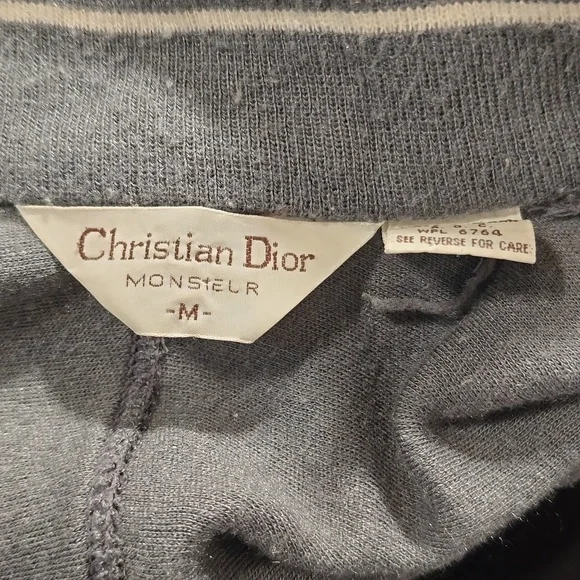 Christian Dior
MONSIEUR
-M-
WPL 6764
SEE REVERSE FOR CARE